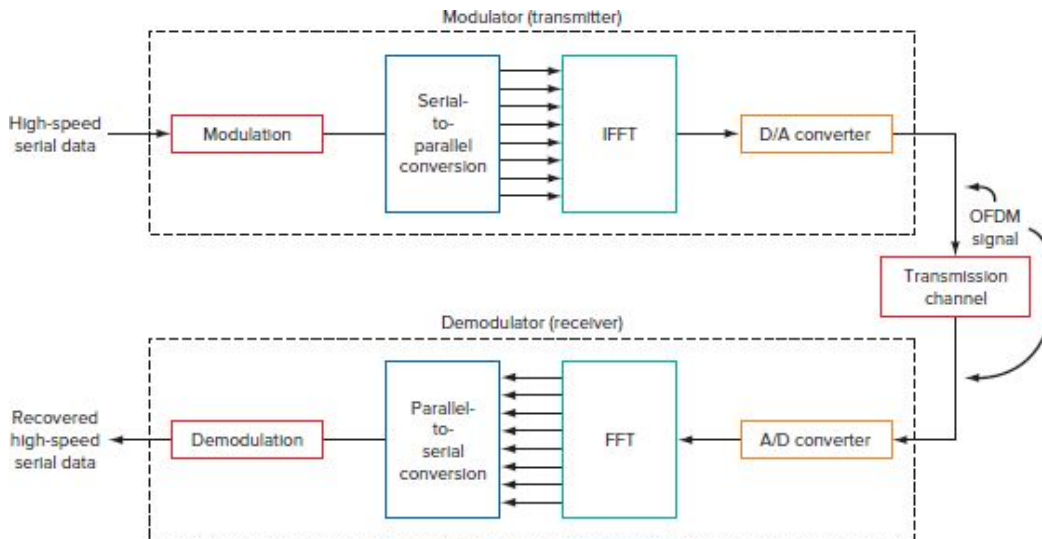 Modulator (transmitter)
High-speed
serial data
Modulation
Serial-
to-
parallel
conversion
IFFT
D/A converter
OFDM
signal
Transmission
channel
Demodulator (receiver)
Recovered
high-speed
serial data
Demodulation
Parallel-
to-
serial
conversion
FFT
A/D converter